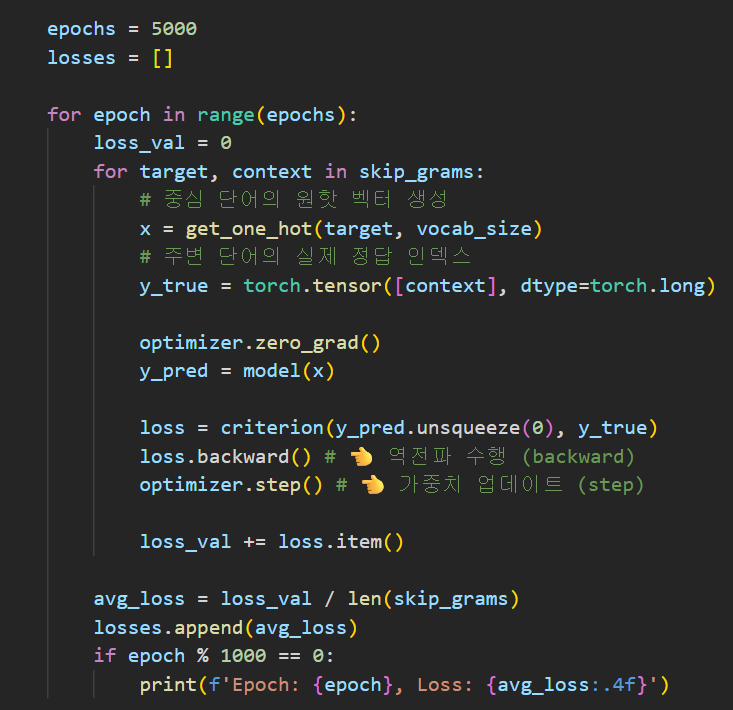 epochs = 5000
losses = []
for epoch in range(epochs):
loss_val = 0
for target, context in skip_grams:
# 중심 단어의 원핫 벡터 생성
x = get_one_hot(target, vocab_size)
# 주변 단어의 실제 정답 인덱스
y_true = torch.tensor([context], dtype=torch.long)
optimizer.zero_grad()
y_pred = model(x)
loss = criterion(y_pred.unsqueeze(0), y_true)
loss.backward() # 👈 역전파 수행 (backward)
optimizer.step() # 👈 가중치 업데이트 (step)
loss_val += loss.item()
avg_loss = loss_val / len(skip_grams)
losses.append(avg_loss)
if epoch % 1000 == 0:
print(f'Epoch: {epoch}, Loss: {avg_loss:.4f}')